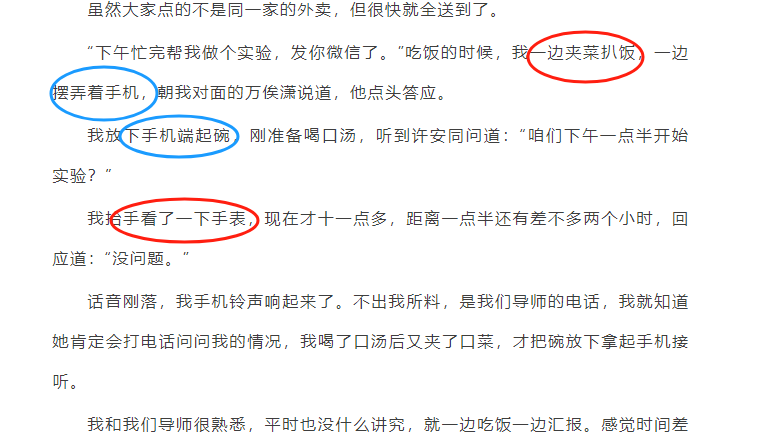 虽然大家点的不是同一家的外卖，但很快就全送到了。
“下午忙完帮我做个实验，发你微信了。”吃饭的时候，我一边夹菜扒饭，一边
摆弄着手机，朝我对面的万俟潇说道，他点头答应。
我放下手机端起碗，刚准备喝口汤，听到许安同问道：“咱们下午一点半开始
实验？”
我抬手看了一下手表，现在才十一点多，距离一点半还有差不多两个小时，回
应道：“没问题。”
话音刚落，我手机铃声响起来了。不出我所料，是我们导师的电话，我就知道
她肯定会打电话问问我的情况，我喝了口汤后又夹了口菜，才把碗放下拿起手机接
听。
我和我们导师很熟悉，平时也没什么讲究，就一边吃饭一边汇报。感觉时间差